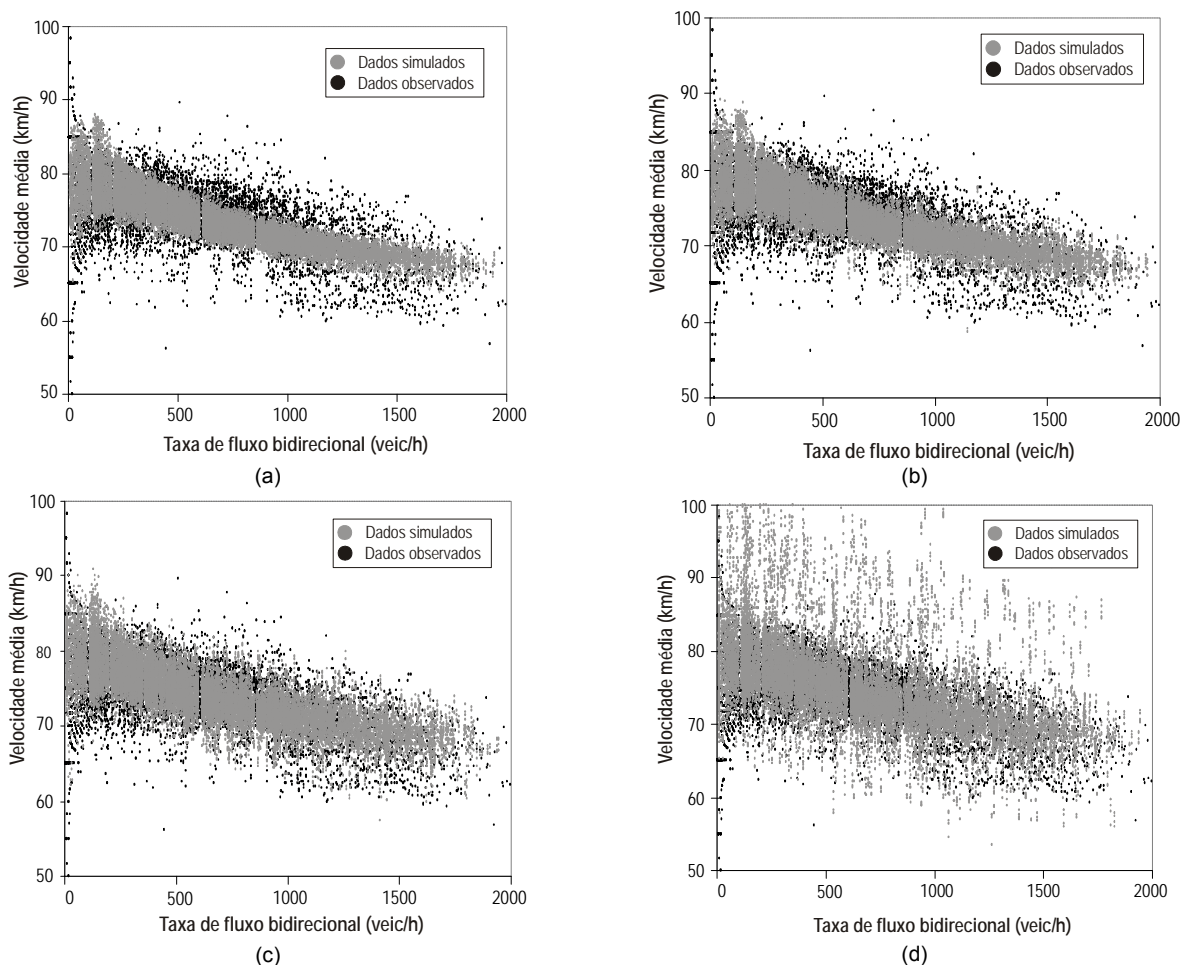 100
90
80
70
60
50
Velocidade média (km/h)
Dados simulados
Dados observados
0 500 1000 1500 2000
Taxa de fluxo bidirecional (veic/h)
(a)
100
90
80
70
60
50
Velocidade média (km/h)
Dados simulados
Dados observados
0 500 1000 1500 2000
Taxa de fluxo bidirecional (veic/h)
(b)
100
90
80
70
60
50
Velocidade média (km/h)
Dados simulados
Dados observados
0 500 1000 1500 2000
Taxa de fluxo bidirecional (veic/h)
(c)
100
90
80
70
60
50
Velocidade média (km/h)
Dados simulados
Dados observados
0 500 1000 1500 2000
Taxa de fluxo bidirecional (veic/h)
(d)